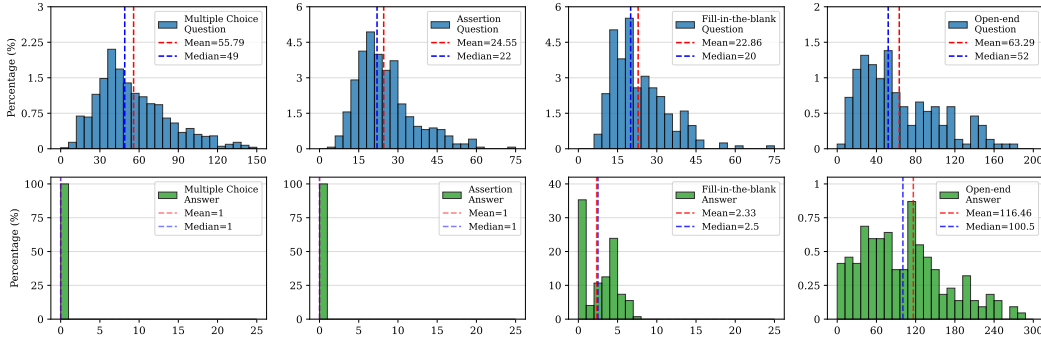 Percentage (%)
3
2.25
1.5
0.75
0
0 30 60 90 120 150
Multiple Choice
Question
Mean=55.79
Median=49
6
4.5
3
1.5
0
0 15 30 45 60 75
Assertion
Question
Mean=24.55
Median=22
6
4.5
3
1.5
0
0 15 30 45 60 75
Fill-in-the-blank
Question
Mean=22.86
Median=20
2
1.5
1
0.5
0
0 40 80 120 160 200
Open-end
Question
Mean=63.29
Median=52
Percentage (%)
100
75
50
25
0
0 5 10 15 20 25
Multiple Choice
Answer
Mean=1
Median=1
100
75
50
25
0
0 5 10 15 20 25
Assertion
Answer
Mean=1
Median=1
40
30
20
10
0
0 5 10 15 20 25
Fill-in-the-blank
Answer
Mean=2.33
Median=2.5
1
0.75
0.5
0.25
0
0 60 120 180 240 300
Open-end
Answer
Mean=116.46
Median=100.5